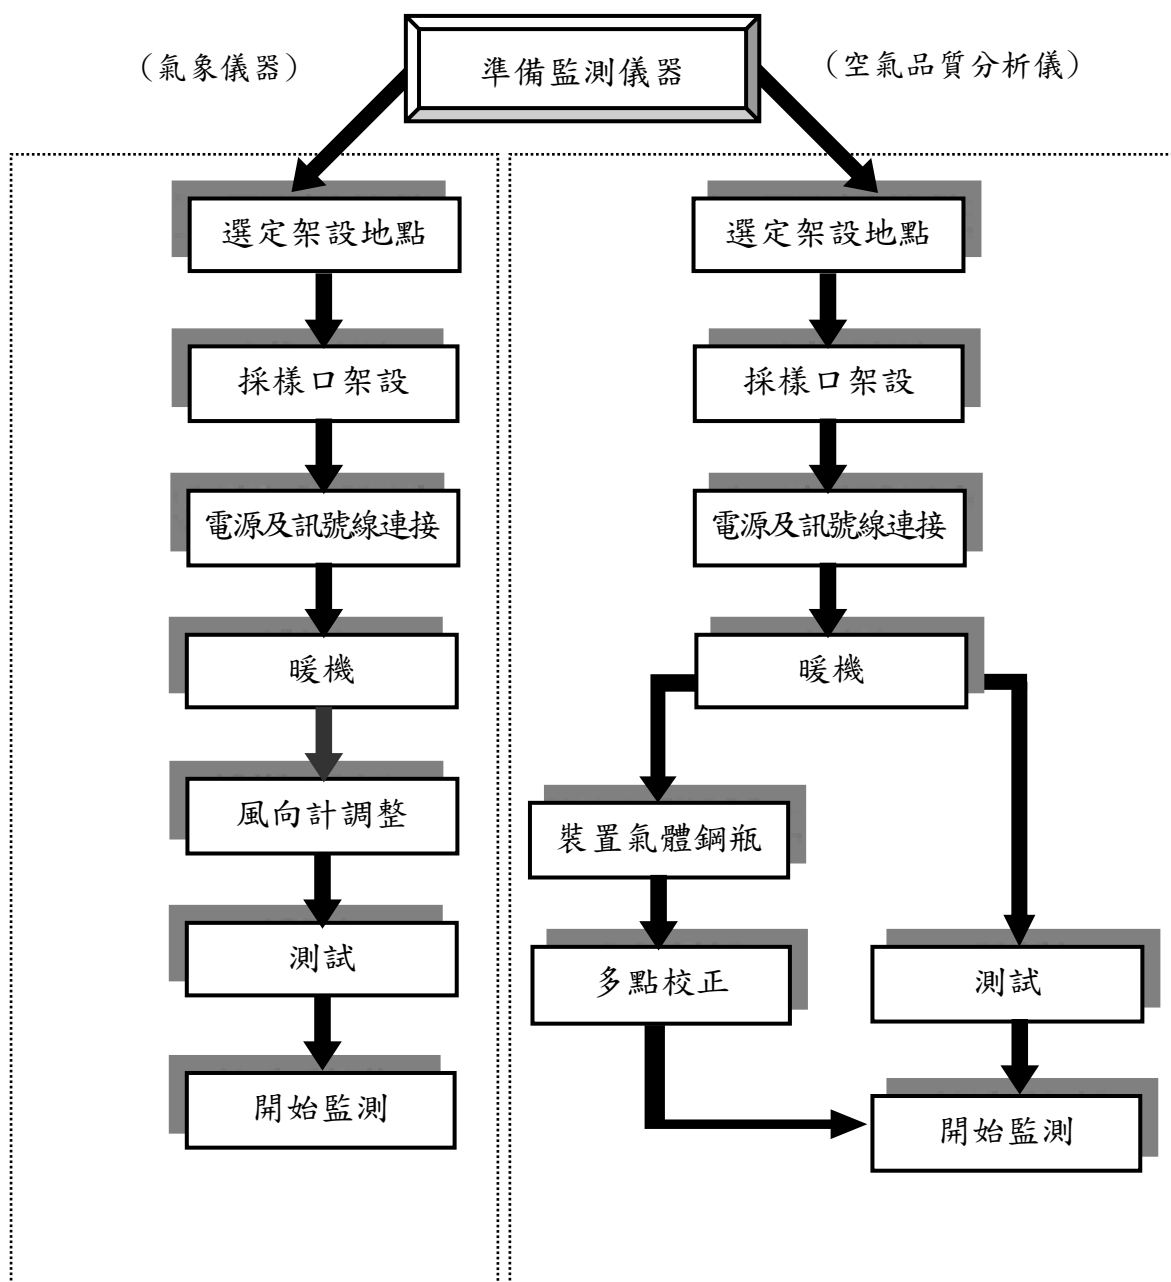 （氣象儀器）
準備監測儀器
（空氣品質分析儀）
選定架設地點
採樣口架設
電源及訊號線連接
暖機
風向計調整
測試
開始監測
選定架設地點
採樣口架設
電源及訊號線連接
暖機
裝置氣體鋼瓶
多點校正
測試
開始監測